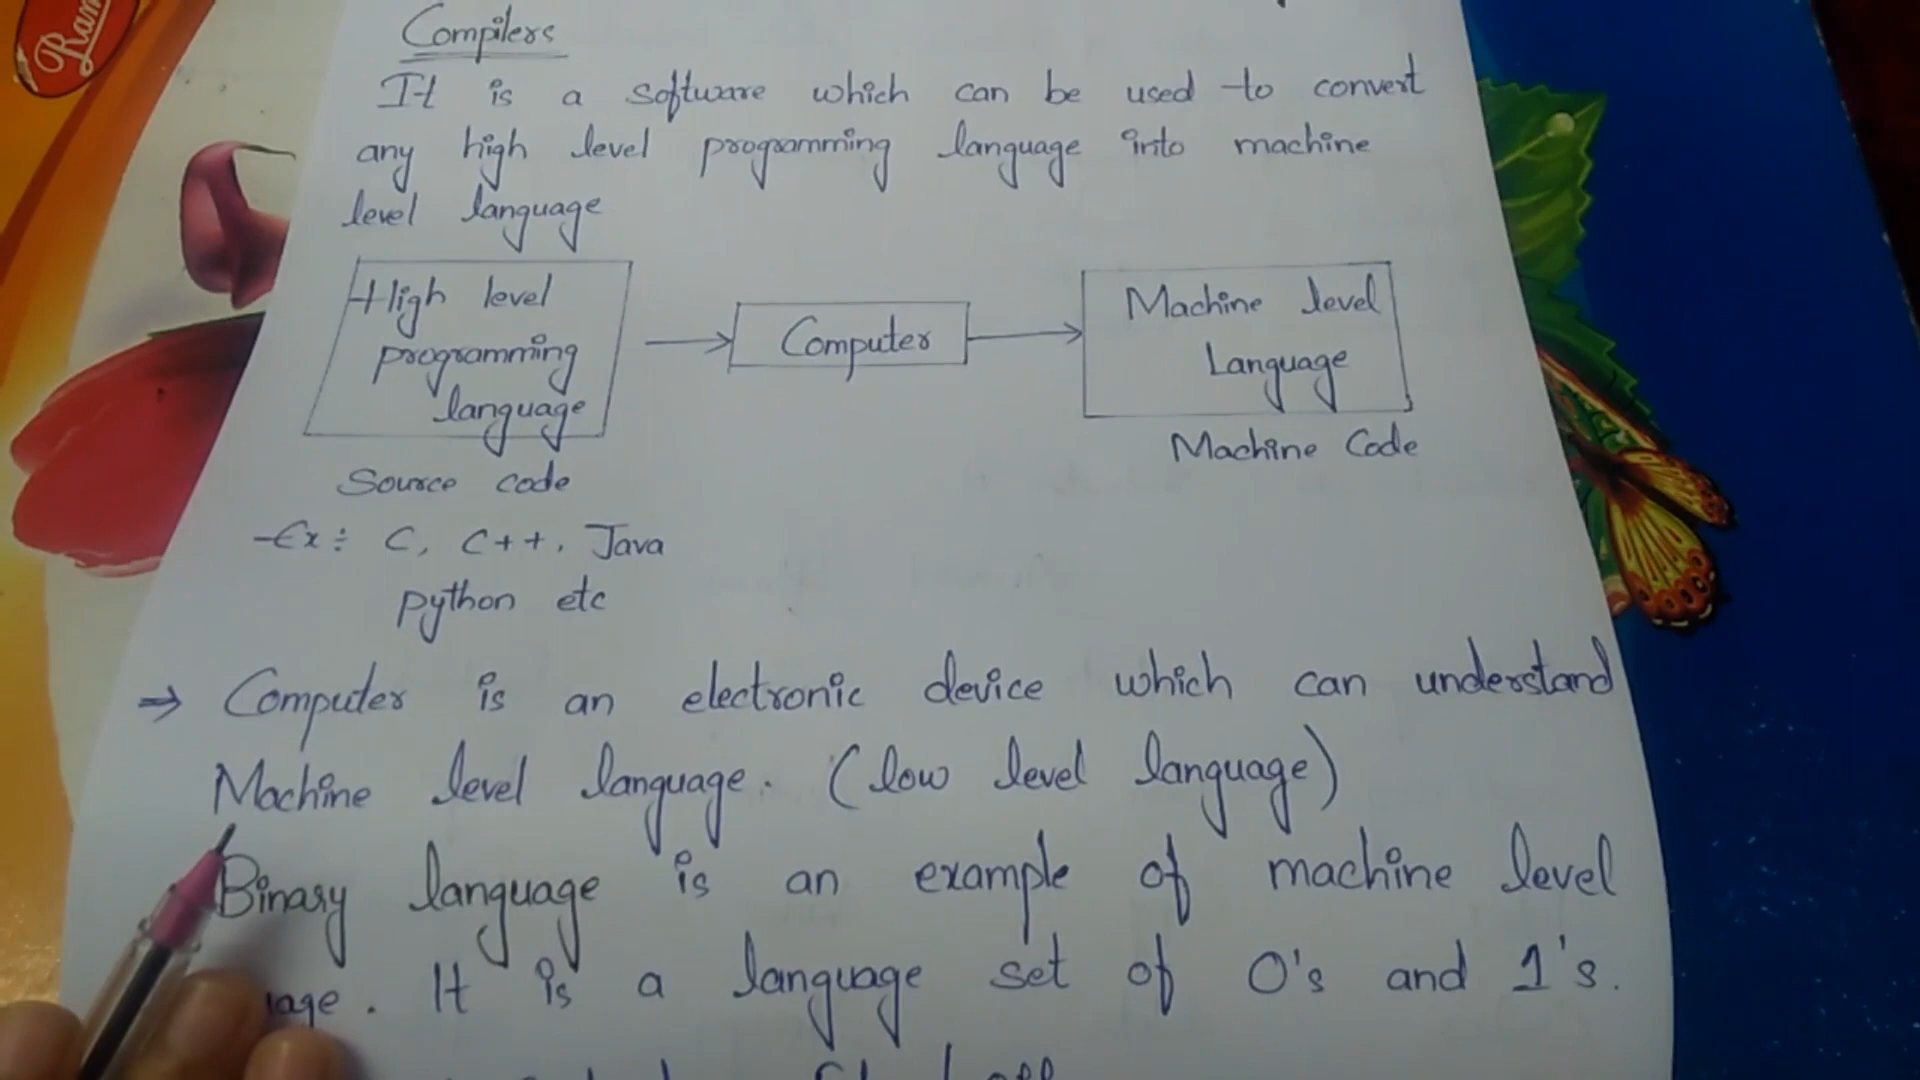 Compilers
It is a software which can be used to convert
any high level programming language into machine
level language
High level
programming
language
Computer
Machine level
Language
Source code
Machine Code
Ex: C, C++, Java
python etc
⇒ Computer is an electronic device which can understand
Machine level language. (low level language)
Binary language is an example of machine level
. It is a language set of 0's and 1's.